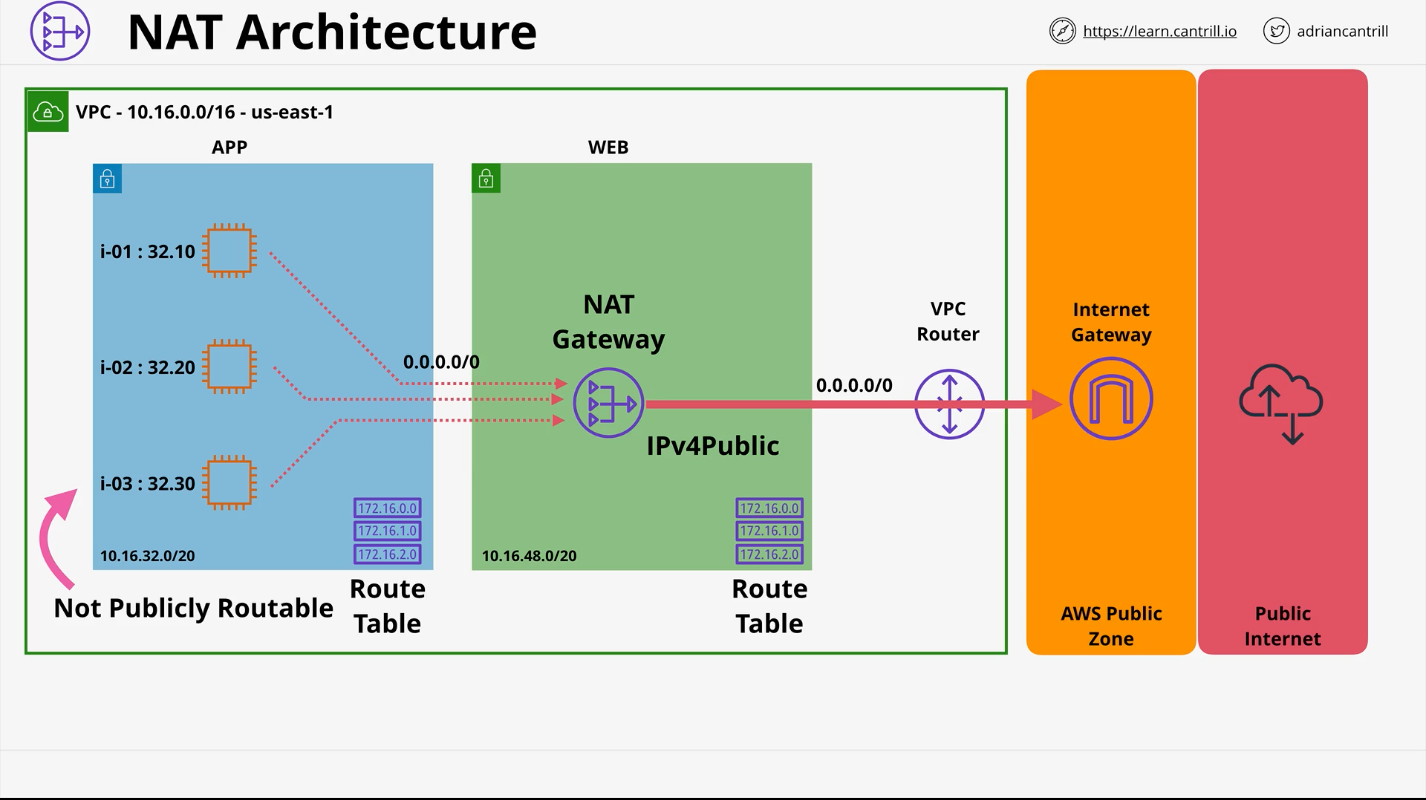 NAT Architecture
https://learn.cantrill.io
adriancantrill
VPC - 10.16.0.0/16 - us-east-1
APP
WEB
i-01 : 32.10
i-02 : 32.20
i-03 : 32.30
0.0.0.0/0
NAT
Gateway
IPv4Public
0.0.0.0/0
VPC
Router
Internet
Gateway
172.16.0.0
172.16.1.0
172.16.2.0
10.16.32.0/20
172.16.0.0
172.16.1.0
172.16.2.0
10.16.48.0/20
Not Publicly Routable
Route
Table
Route
Table
AWS Public
Zone
Public
Internet